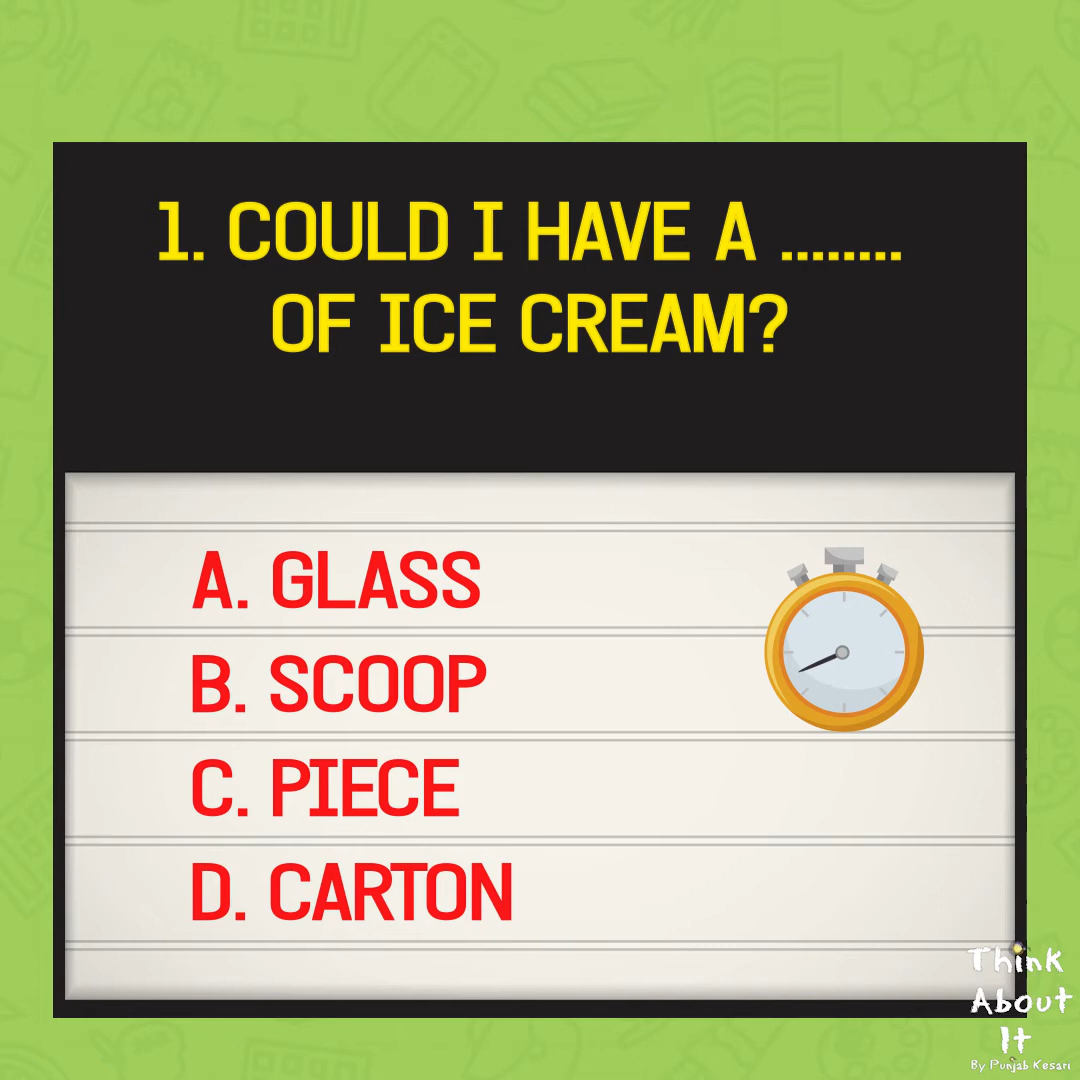 1. COULD I HAVE A ........
OF ICE CREAM?
A. GLASS
B. SCOOP
C. PIECE
D. CARTON
Think
About
It
By Punjab Kesari